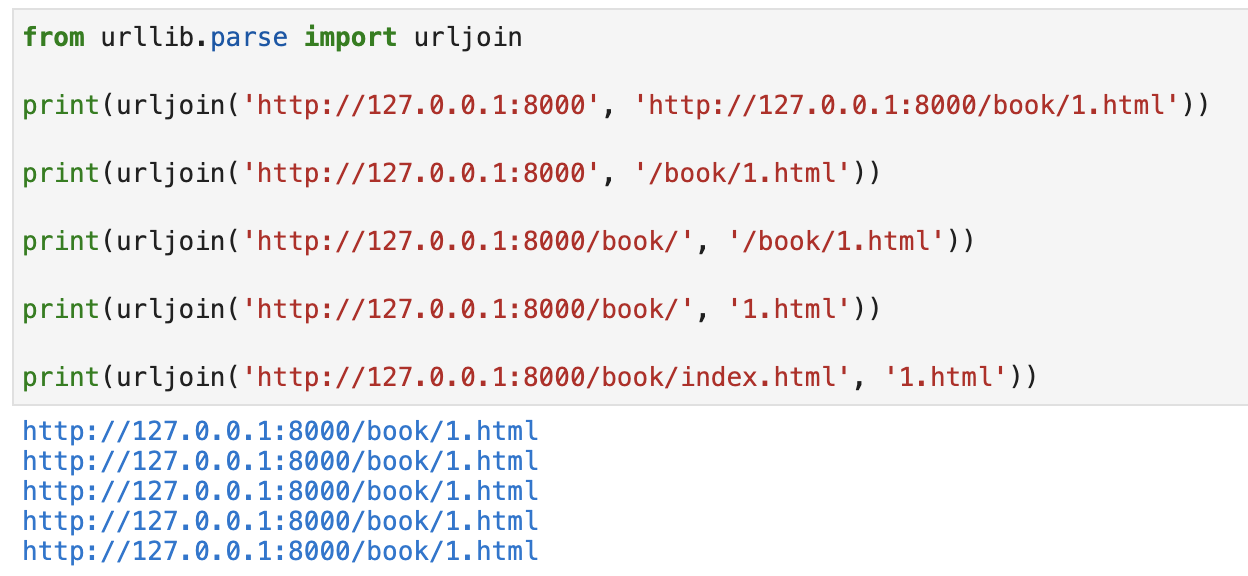 from urllib.parse import urljoin
print(urljoin('http://127.0.0.1:8000', 'http://127.0.0.1:8000/book/1.html'))
print(urljoin('http://127.0.0.1:8000', '/book/1.html'))
print(urljoin('http://127.0.0.1:8000/book/', '/book/1.html'))
print(urljoin('http://127.0.0.1:8000/book/', '1.html'))
print(urljoin('http://127.0.0.1:8000/book/index.html', '1.html'))
http://127.0.0.1:8000/book/1.html
http://127.0.0.1:8000/book/1.html
http://127.0.0.1:8000/book/1.html
http://127.0.0.1:8000/book/1.html
http://127.0.0.1:8000/book/1.html